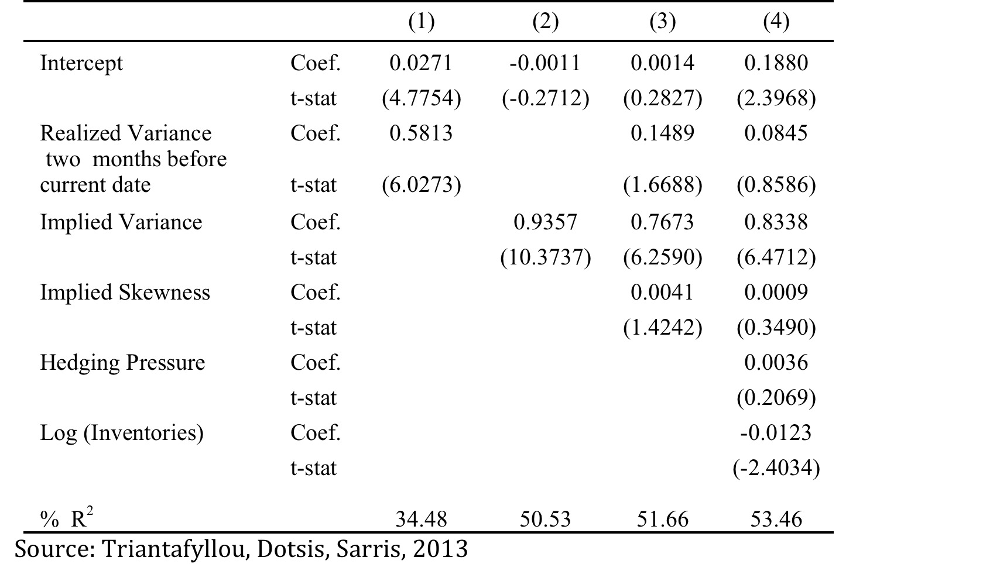 (1) (2) (3) (4)
Intercept Coef. 0.0271 -0.0011 0.0014 0.1880
t-stat (4.7754) (-0.2712) (0.2827) (2.3968)
Realized Variance Coef. 0.5813 0.1489 0.0845
two months before
current date t-stat (6.0273) (1.6688) (0.8586)
Implied Variance Coef. 0.9357 0.7673 0.8338
t-stat (10.3737) (6.2590) (6.4712)
Implied Skewness Coef. 0.0041 0.0009
t-stat (1.4242) (0.3490)
Hedging Pressure Coef. 0.0036
t-stat (0.2069)
Log (Inventories) Coef. -0.0123
t-stat (-2.4034)
% R² 34.48 50.53 51.66 53.46
Source: Triantafyllou, Dotsis, Sarris, 2013